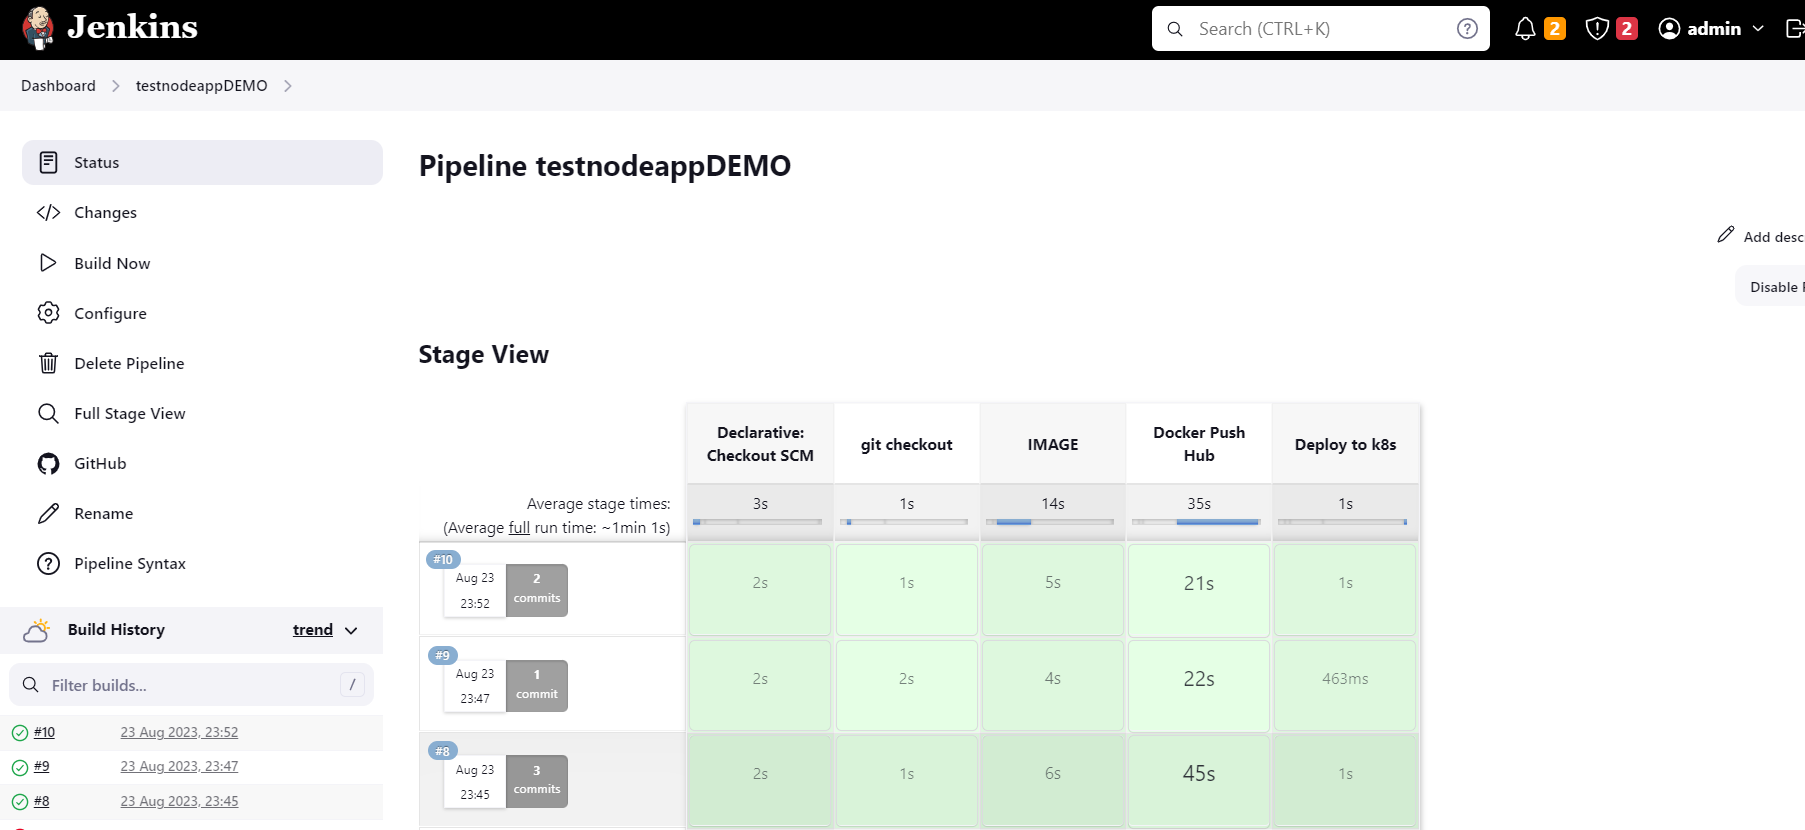 Jenkins
Search (CTRL+K)
2
2
admin
Dashboard
testnodeappDEMO
Status
Changes
Build Now
Configure
Delete Pipeline
Full Stage View
GitHub
Rename
Pipeline Syntax
Build History
trend
Filter builds...
/
#10 23 Aug 2023, 23:52
#9 23 Aug 2023, 23:47
#8 23 Aug 2023, 23:45
Pipeline testnodeappDEMO
Add desc
Disable
Stage View
Declarative: Checkout SCM
git checkout
IMAGE
Docker Push Hub
Deploy to k8s
Average stage times:
(Average full run time: ~1min 1s)
3s 1s 14s 35s 1s
#10
Aug 23
23:52
2
commits
2s 1s 5s 21s 1s
#9
Aug 23
23:47
1
commit
2s 2s 4s 22s 463ms
#8
Aug 23
23:45
3
commits
2s 1s 6s 45s 1s